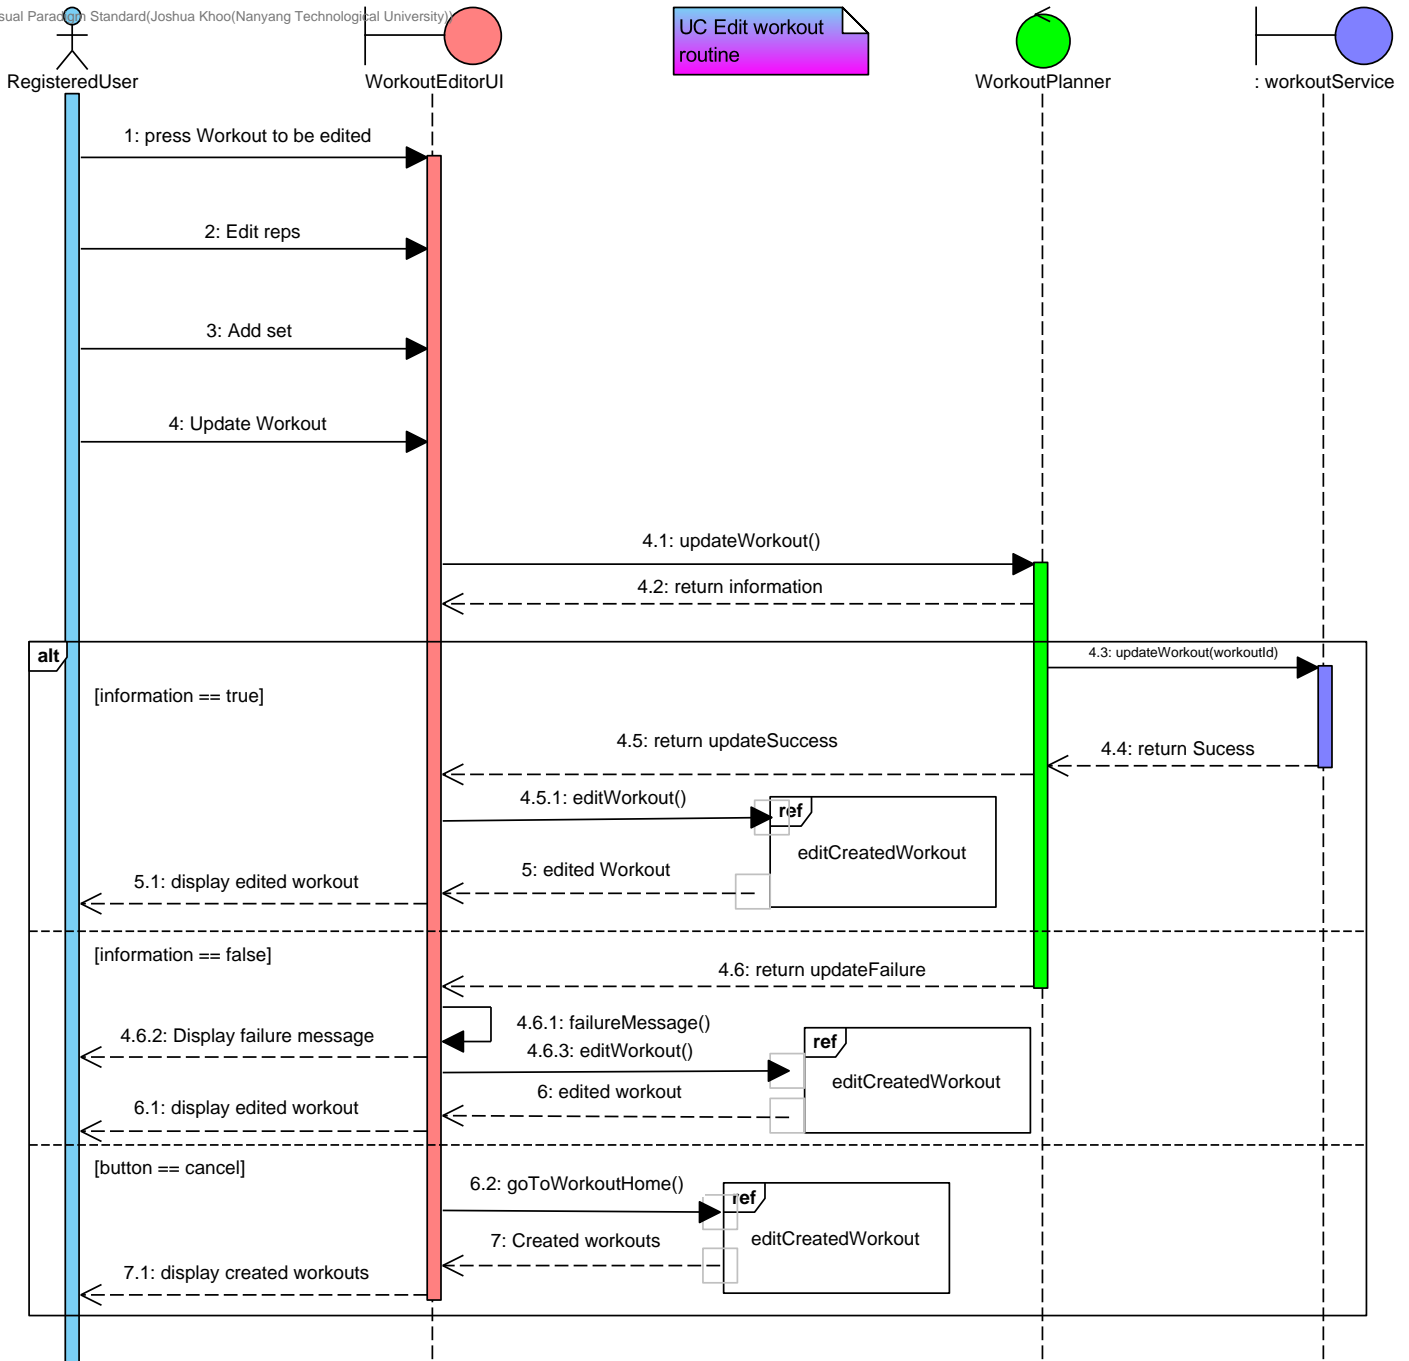 sual Paradigm Standard(Joshua Khoo(Nanyang Technological University))
UC Edit workout
routine
RegisteredUser
WorkoutEditorUI
WorkoutPlanner
: workoutService
1: press Workout to be edited
2: Edit reps
3: Add set
4: Update Workout
4.1: updateWorkout()
4.2: return information
alt
4.3: updateWorkout(workoutId)
[information == true]
4.5: return updateSuccess
4.4: return Sucess
4.5.1: editWorkout()
ref
editCreatedWorkout
5: edited Workout
5.1: display edited workout
[information == false]
4.6: return updateFailure
4.6.1: failureMessage()
4.6.2: Display failure message
4.6.3: editWorkout()
ref
editCreatedWorkout
6: edited workout
6.1: display edited workout
[button == cancel]
6.2: goToWorkoutHome()
ref
editCreatedWorkout
7: Created workouts
7.1: display created workouts